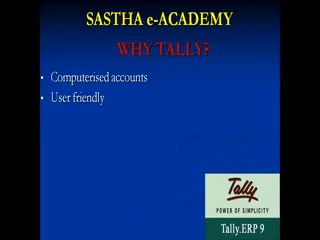 SASTHA e-ACADEMY
WHY TALLY?
• Computerised accounts
• User friendly
Tally
POWER OF SIMPLICITY
Tally.ERP 9